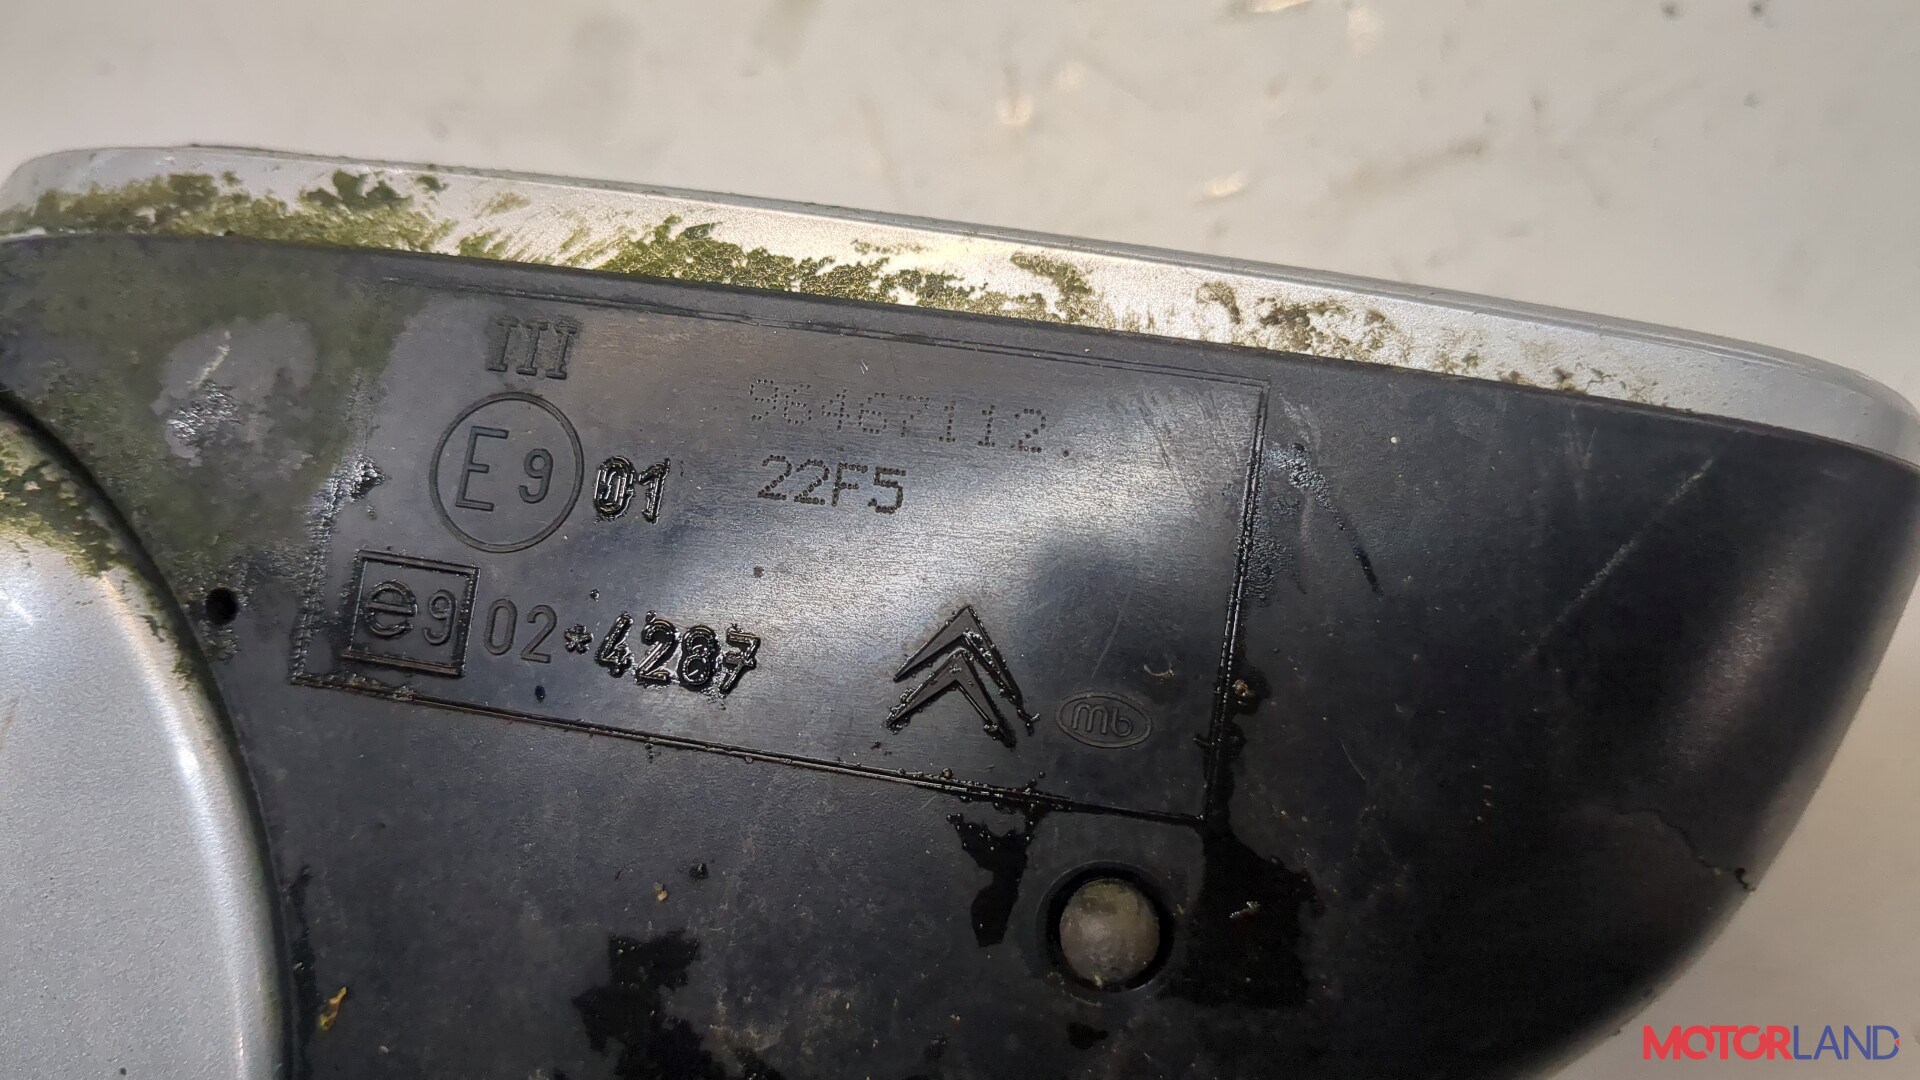 III
96467112
E9 01 22F5
e9 02*4287
mb
MOTORLAND